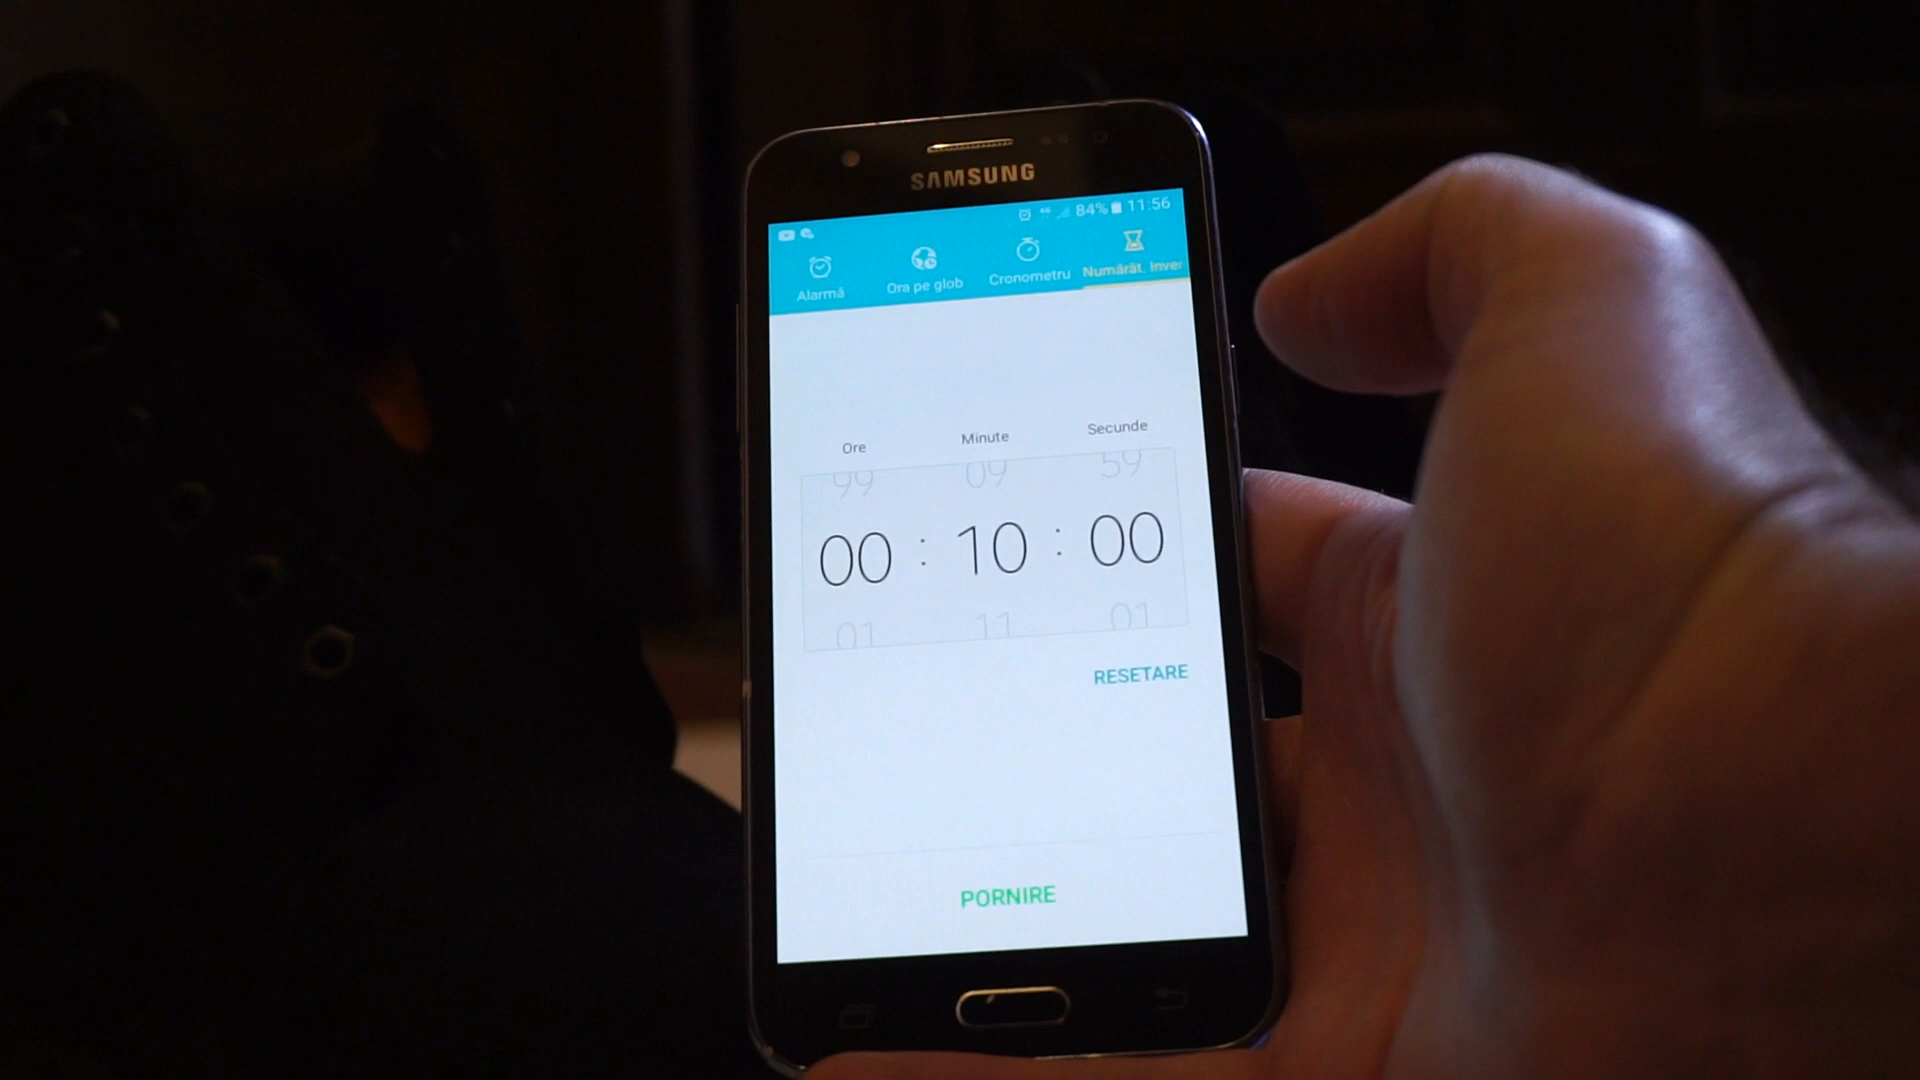 SAMSUNG
84% 11:56
Alarmă
Ora pe glob
Cronometru
Numărăt. inver
Ore
Minute
Secunde
99 09 59
00 : 10 : 00
01 11 01
RESETARE
PORNIRE